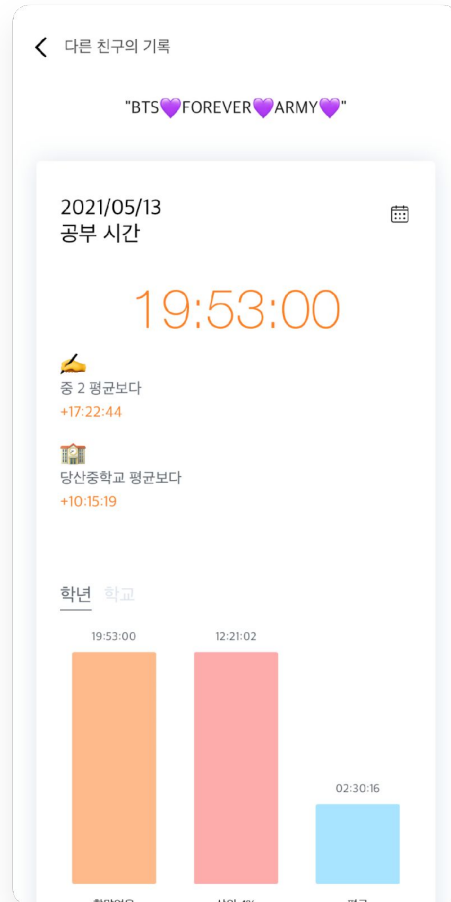 다른 친구의 기록
"BTS💜FOREVER💜ARMY💜"
2021/05/13
공부 시간
19:53:00
중 2 평균보다
+17:22:44
당산중학교 평균보다
+10:15:19
학년 학교
19:53:00 12:21:02
02:30:16